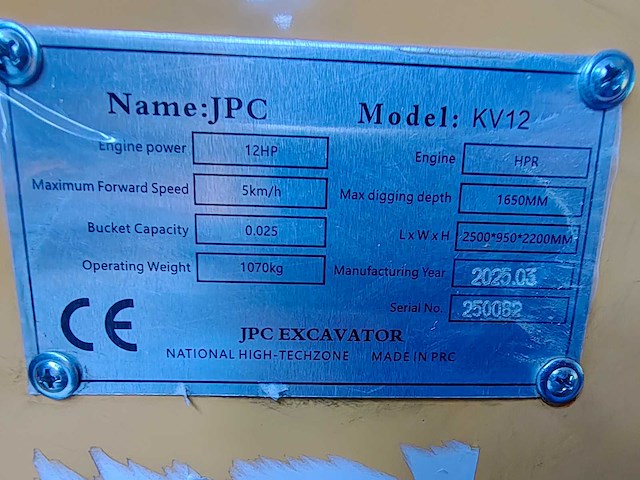 Name:JPC Model: KV12
Engine power 12HP Engine HPR
Maximum Forward Speed 5km/h Max digging depth 1650MM
Bucket Capacity 0.025 LxWxH 2500*950*2200MM
Operating Weight 1070kg Manufacturing Year 2025.03
Serial No. 250082
CE
JPC EXCAVATOR
NATIONAL HIGH-TECHZONE MADE IN PRC